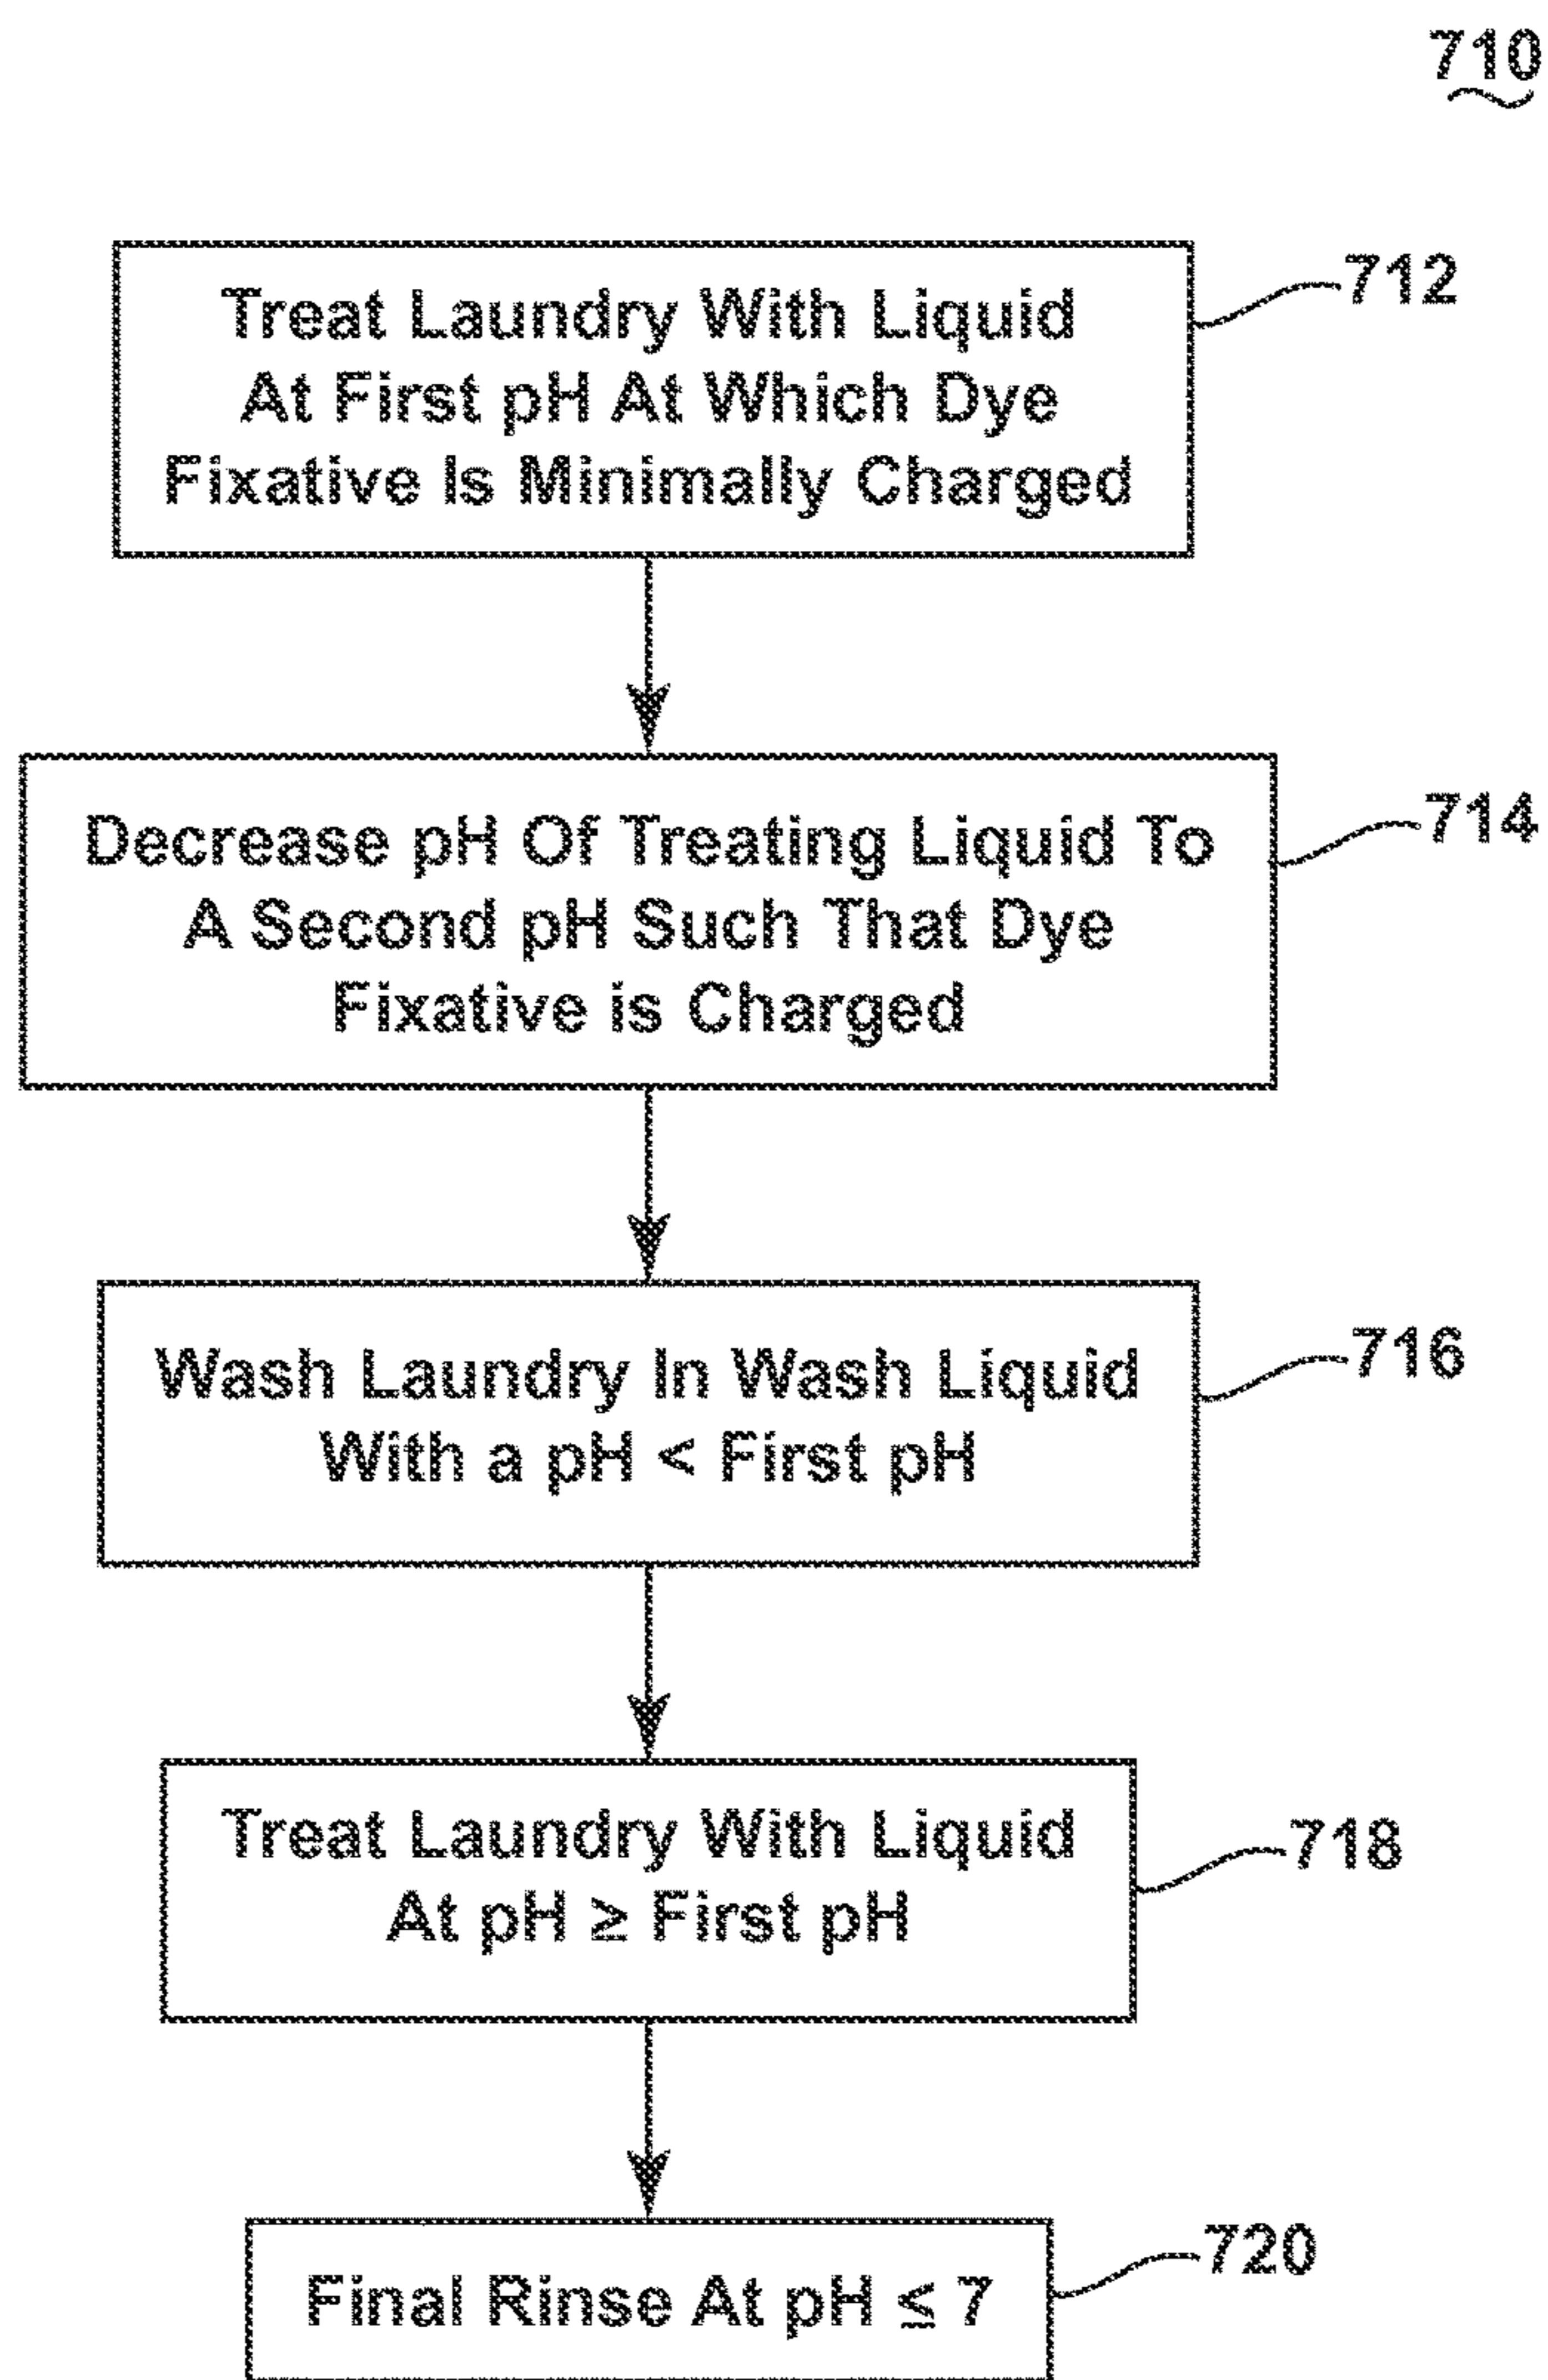 710
Treat Laundry With Liquid
At First pH At Which Dye
Fixative Is Minimally Charged
712
Decrease pH Of Treating Liquid To
A Second pH Such That Dye
Fixative is Charged
714
Wash Laundry In Wash Liquid
With a pH < First pH
716
Treat Laundry With Liquid
At pH ≥ First pH
718
Final Rinse At pH ≤ 7
720